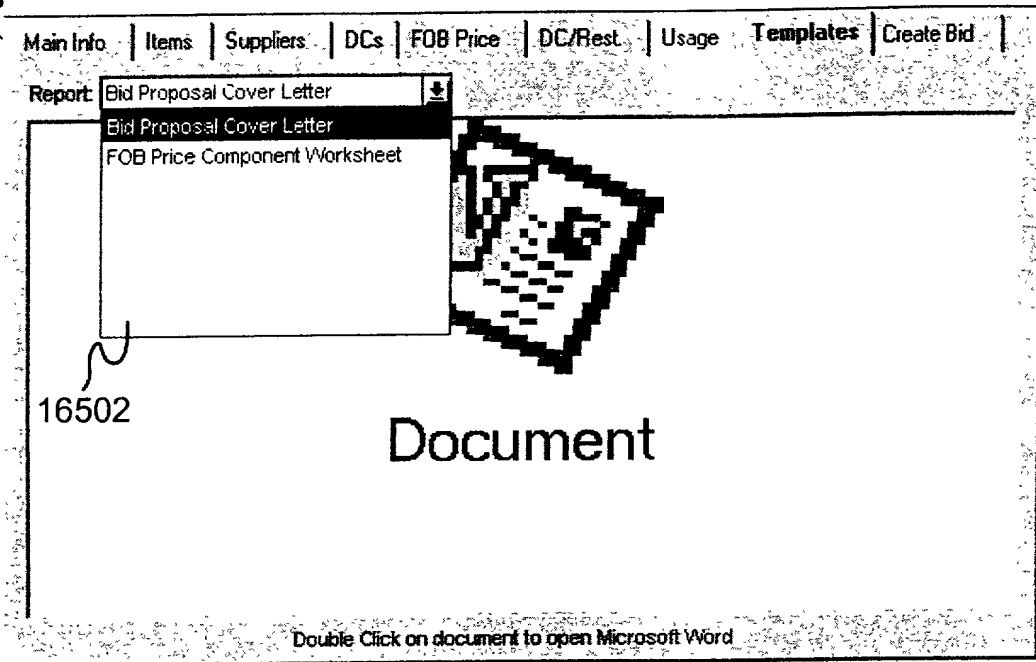 Main Info Items Suppliers DCs FOB Price DC/Rest. Usage Templates Create Bid
Report: Bid Proposal Cover Letter
Bid Proposal Cover Letter
FOB Price Component Worksheet
16502
Document
Double Click on document to open Microsoft Word